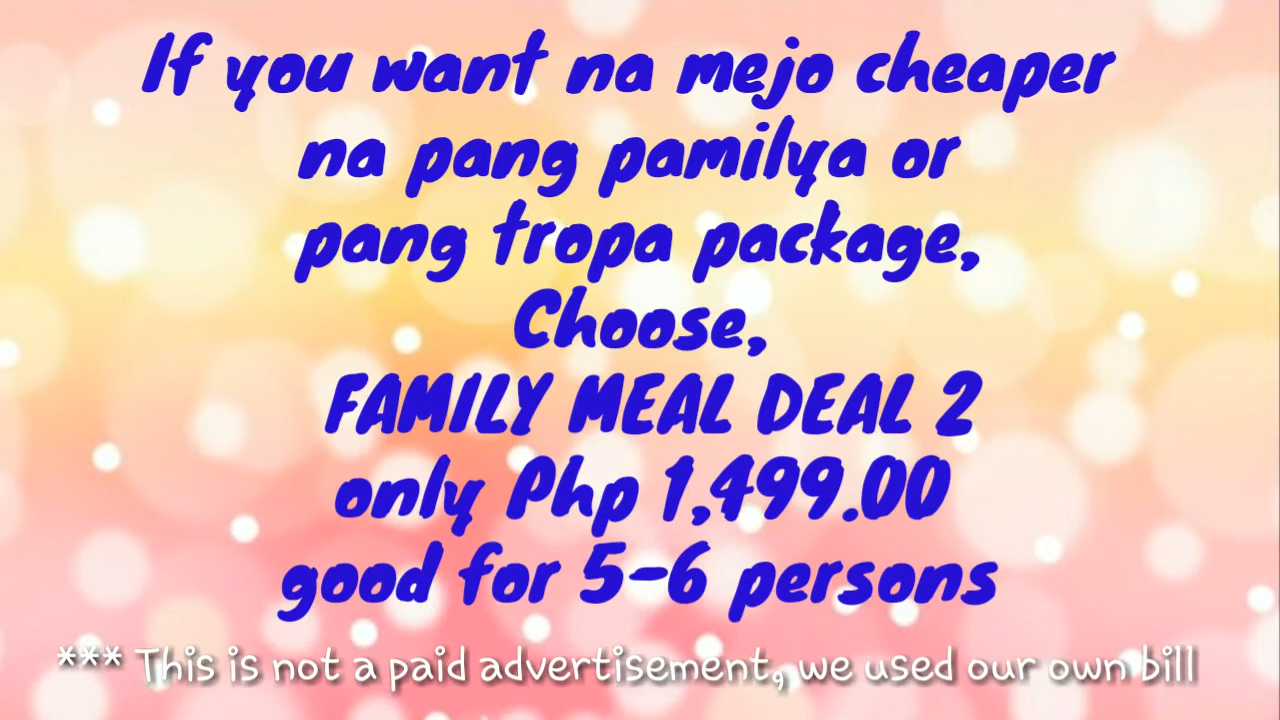 If you want na mejo cheaper
na pang pamilya or
pang tropa package,
Choose,
FAMILY MEAL DEAL 2
only Php 1,499.00
good for 5-6 persons
*** This is not a paid advertisement, we used our own bill